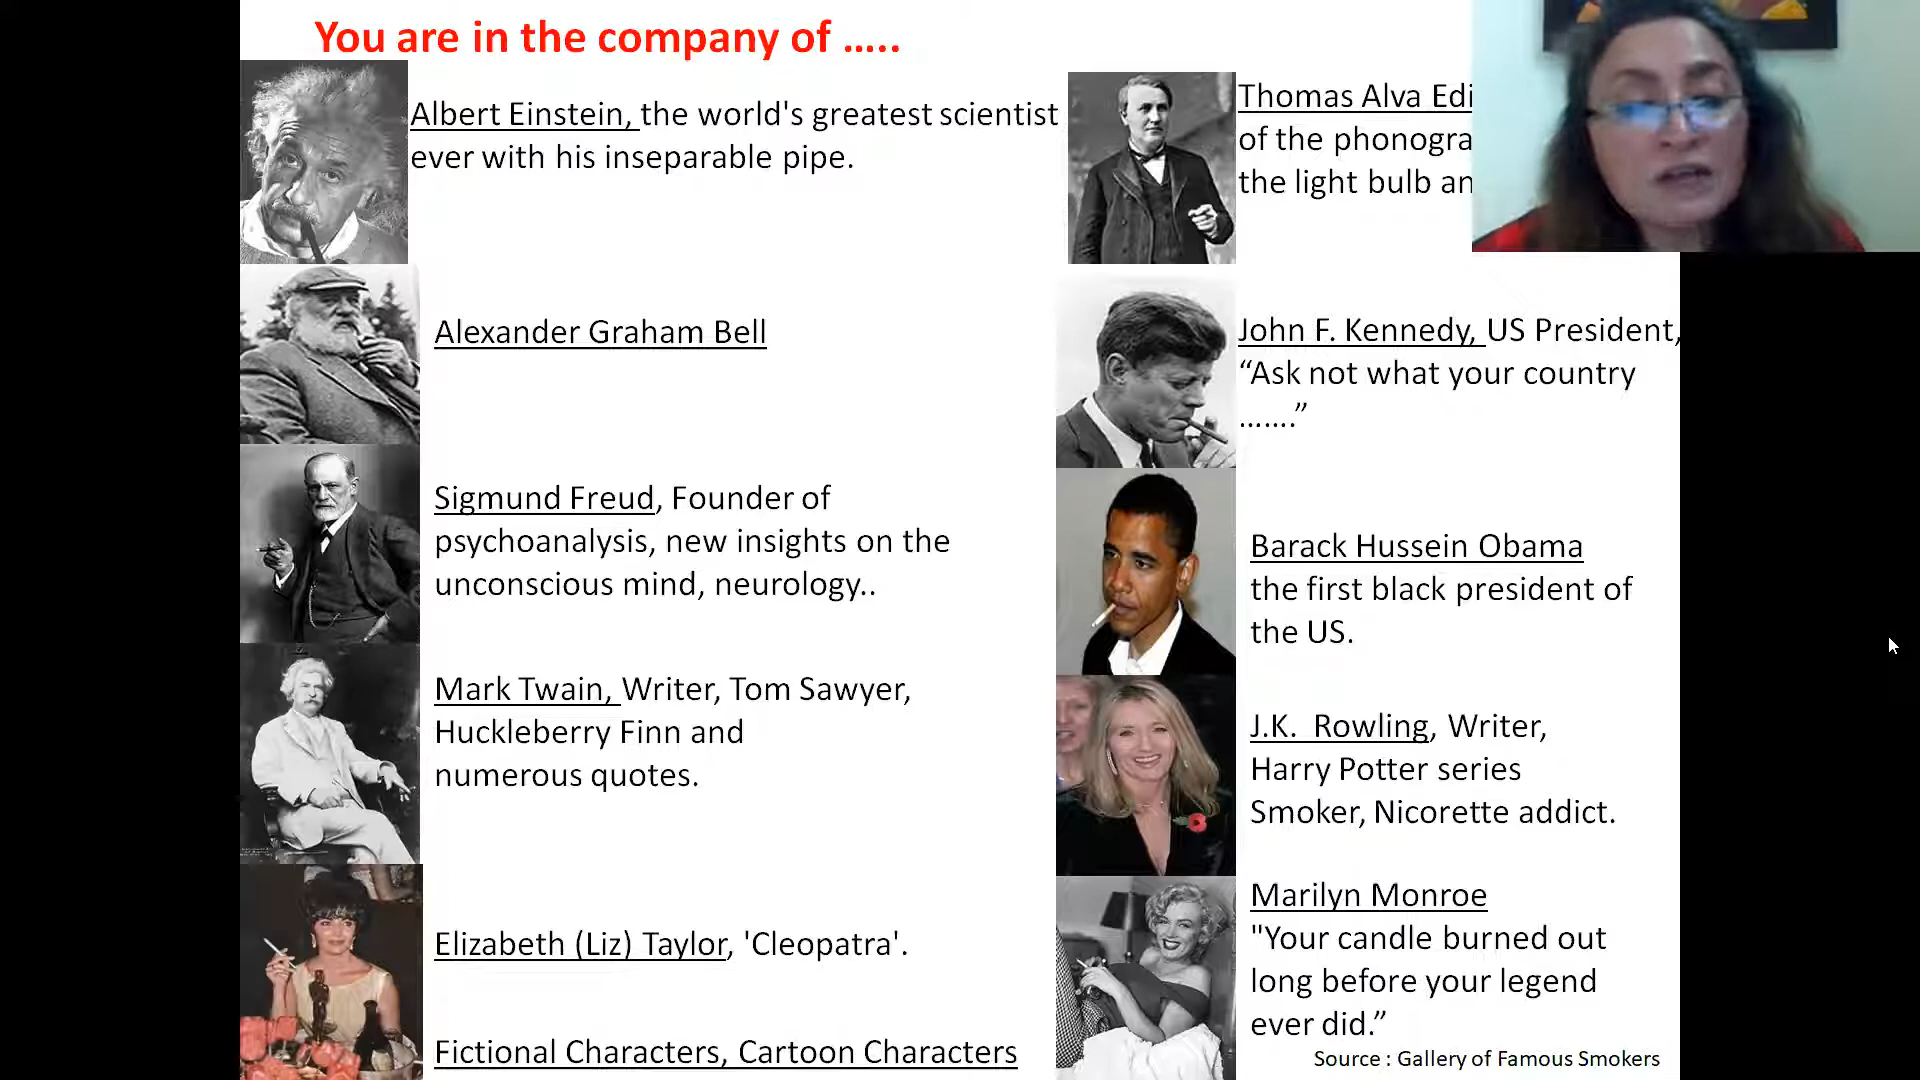 You are in the company of …..
Albert Einstein, the world's greatest scientist
ever with his inseparable pipe.
Alexander Graham Bell
Sigmund Freud, Founder of
psychoanalysis, new insights on the
unconscious mind, neurology..
Mark Twain, Writer, Tom Sawyer,
Huckleberry Finn and
numerous quotes.
Elizabeth (Liz) Taylor, 'Cleopatra'.
Fictional Characters, Cartoon Characters
Thomas Alva
of the
the light bulb
John F. Kennedy, US President,
“Ask not what your country
…….”
Barack Hussein Obama
the first black president of
the US.
J.K. Rowling, Writer,
Harry Potter series
Smoker, Nicorette addict.
Marilyn Monroe
"Your candle burned out
long before your legend
ever did.”
Source : Gallery of Famous Smokers